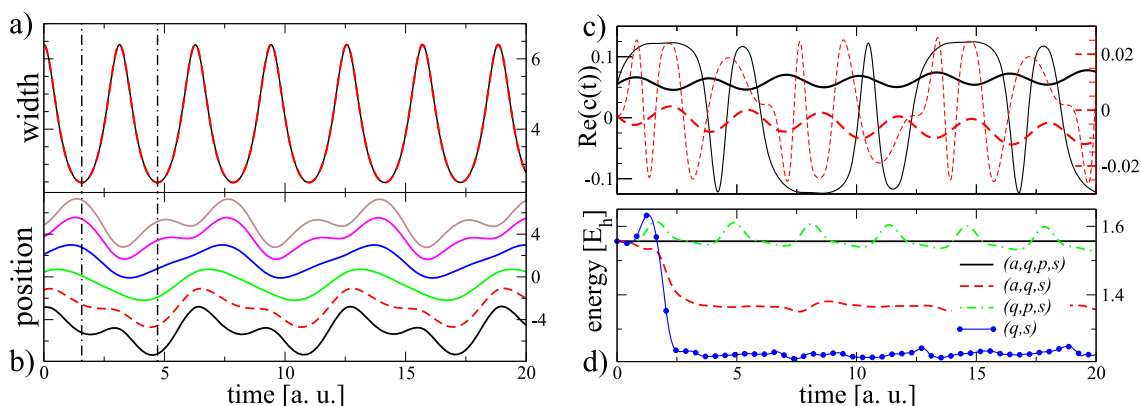 a)
width
6
4
2
b)
position
4
0
-4
0 5 10 15 20
time [a. u.]
c)
Re(c(t))
0.1
0
-0.1
0.02
0
-0.02
d)
energy [E_h]
1.6
1.4
(a,q,p,s)
(a,q,s)
(q,p,s)
(q,s)
0 5 10 15 20
time [a. u.]